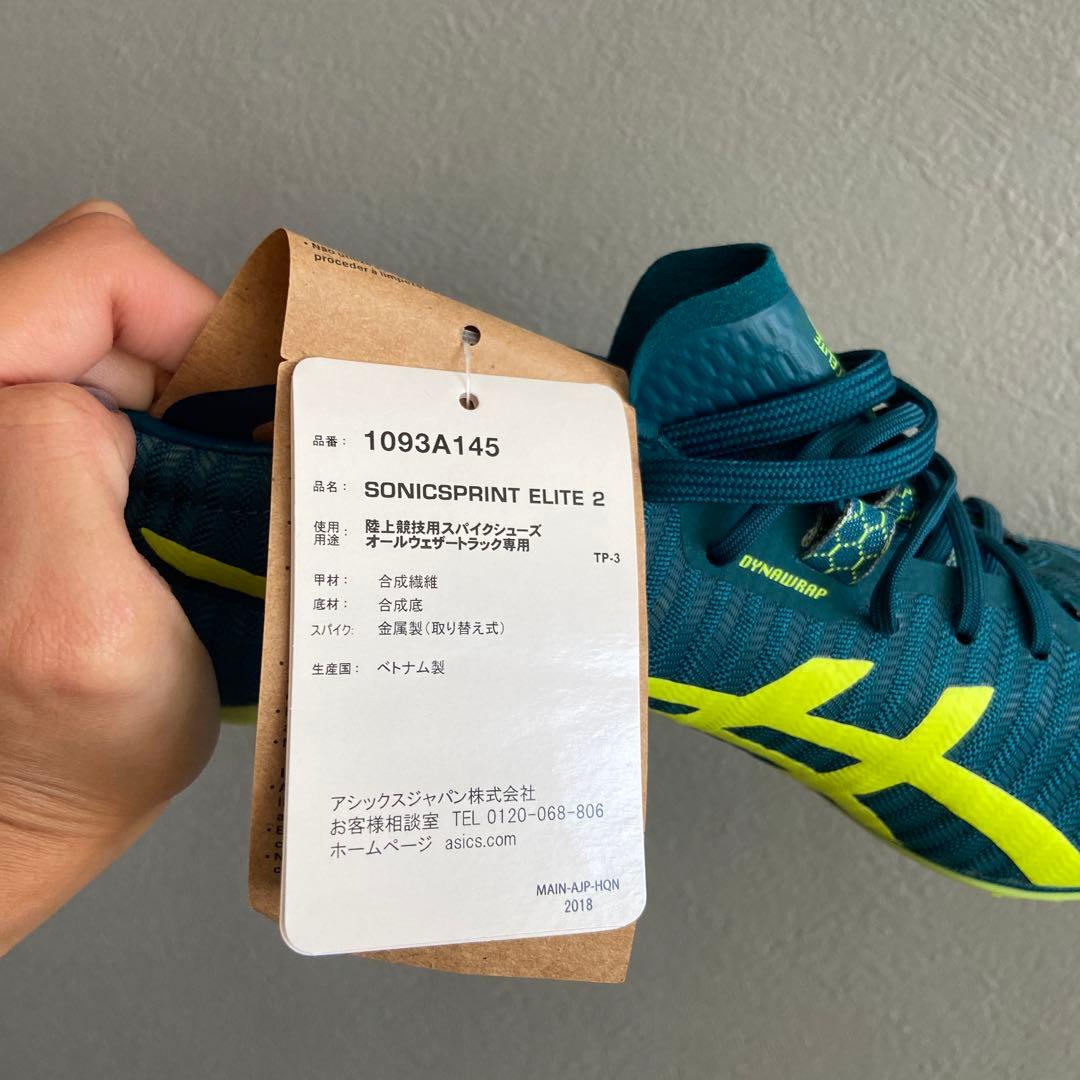 • Não utili
proceder à limpe
品番： 1093A145
品名： SONICSPRINT ELITE 2
使用用途： 陸上競技用スパイクシューズ
オールウェザートラック専用
TP-3
甲材： 合成繊維
底材： 合成底
スパイク: 金属製（取り替え式）
生産国： ベトナム製
アシックスジャパン株式会社
お客様相談室 TEL 0120-068-806
ホームページ asics.com
MAIN-AJP-HQN
2018
DYNAWRAP